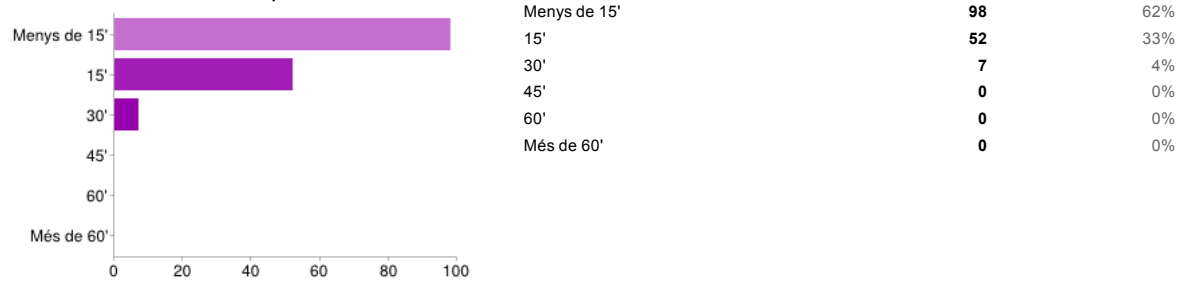 Menys de 15'
15'
30'
45'
60'
Més de 60'
0 20 40 60 80 100
Menys de 15' 98 62%
15' 52 33%
30' 7 4%
45' 0 0%
60' 0 0%
Més de 60' 0 0%